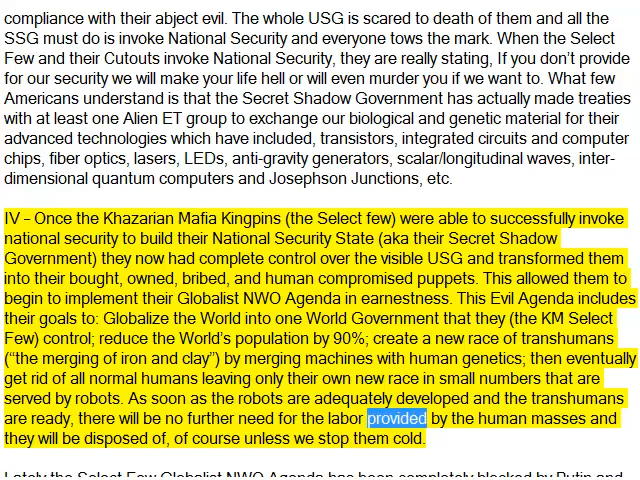 compliance with their abject evil. The whole USG is scared to death of them and all the
SSG must do is invoke National Security and everyone tows the mark. When the Select
Few and their Cutouts invoke National Security, they are really stating, If you don’t provide
for our security we will make your life hell or will even murder you if we want to. What few
Americans understand is that the Secret Shadow Government has actually made treaties
with at least one Alien ET group to exchange our biological and genetic material for their
advanced technologies which have included, transistors, integrated circuits and computer
chips, fiber optics, lasers, LEDs, anti-gravity generators, scalar/longitudinal waves, inter-
dimensional quantum computers and Josephson Junctions, etc.
IV – Once the Khazarian Mafia Kingpins (the Select few) were able to successfully invoke
national security to build their National Security State (aka their Secret Shadow
Government) they now had complete control over the visible USG and transformed them
into their bought, owned, bribed, and human compromised puppets. This allowed them to
begin to implement their Globalist NWO Agenda in earnestness. This Evil Agenda includes
their goals to: Globalize the World into one World Government that they (the KM Select
Few) control; reduce the World’s population by 90%; create a new race of transhumans
(“the merging of iron and clay”) by merging machines with human genetics; then eventually
get rid of all normal humans leaving only their own new race in small numbers that are
served by robots. As soon as the robots are adequately developed and the transhumans
are ready, there will be no further need for the labor provided by the human masses and
they will be disposed of, of course unless we stop them cold.
Lately the Select Few Globalist NWO Agenda has been completely blocked by Putin and